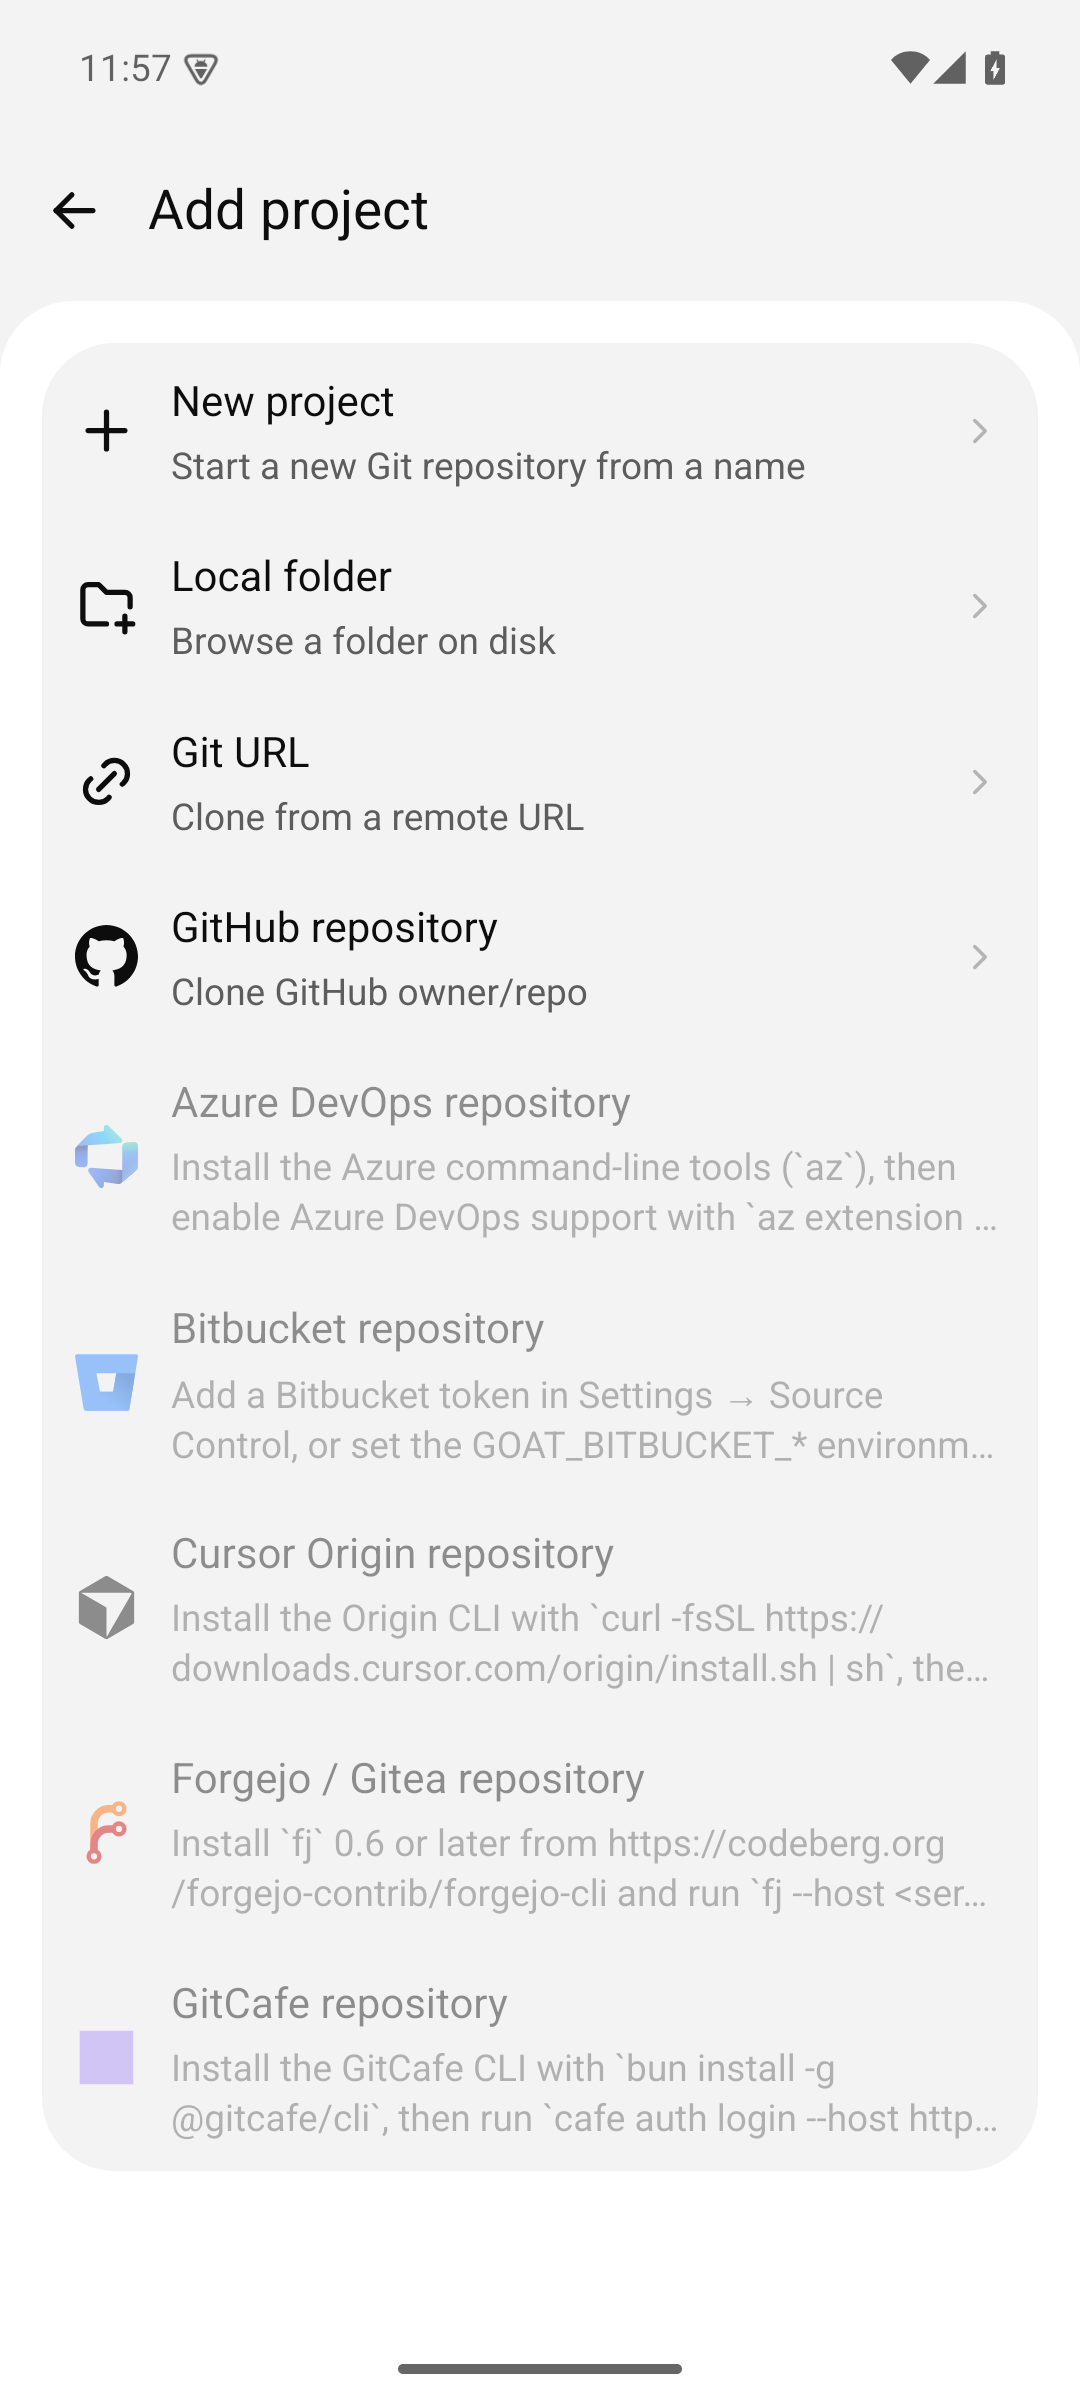 11:57
Add project
New project
Start a new Git repository from a name
Local folder
Browse a folder on disk
Git URL
Clone from a remote URL
GitHub repository
Clone GitHub owner/repo
Azure DevOps repository
Install the Azure command-line tools (`az`), then
enable Azure DevOps support with `az extension …
Bitbucket repository
Add a Bitbucket token in Settings → Source
Control, or set the GOAT_BITBUCKET_* environm…
Cursor Origin repository
Install the Origin CLI with `curl -fsSL https://
downloads.cursor.com/origin/install.sh | sh`, the…
Forgejo / Gitea repository
Install `fj` 0.6 or later from https://codeberg.org
/forgejo-contrib/forgejo-cli and run `fj --host <ser…
GitCafe repository
Install the GitCafe CLI with `bun install -g
@gitcafe/cli`, then run `cafe auth login --host http…